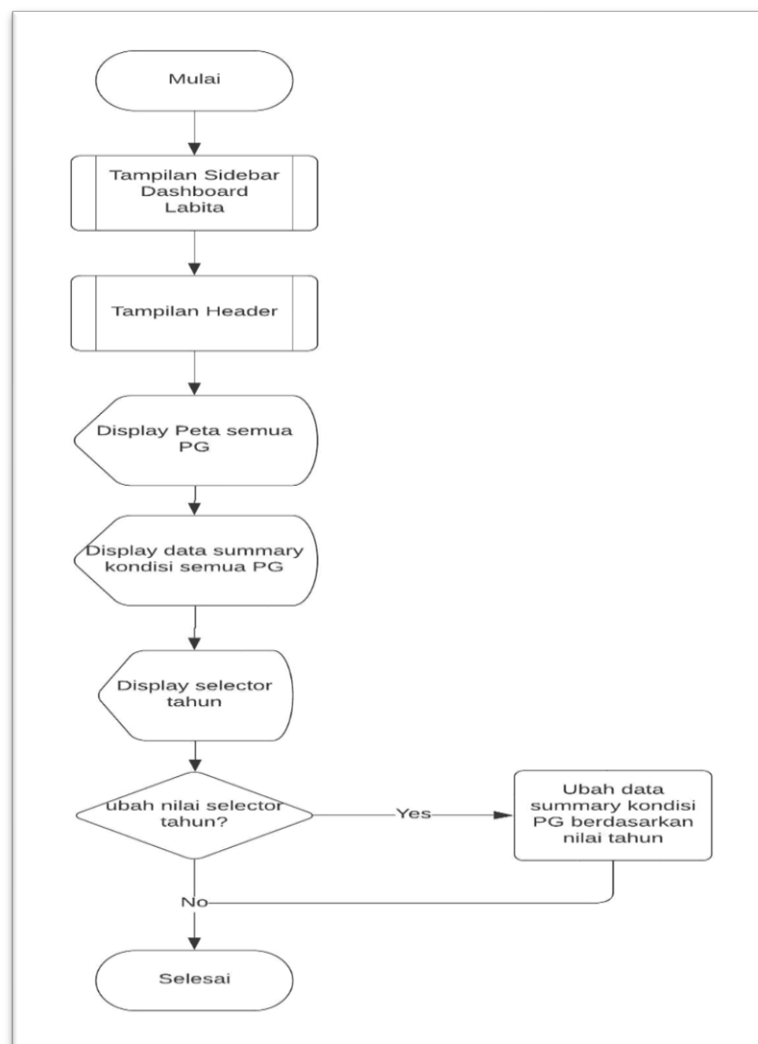 Mulai
Tampilan Sidebar
Dashboard
Labita
Tampilan Header
Display Peta semua
PG
Display data summary
kondisi semua PG
Display selector
tahun
ubah nilai selector
tahun?
Yes
Ubah data
summary kondisi
PG berdasarkan
nilai tahun
No
Selesai